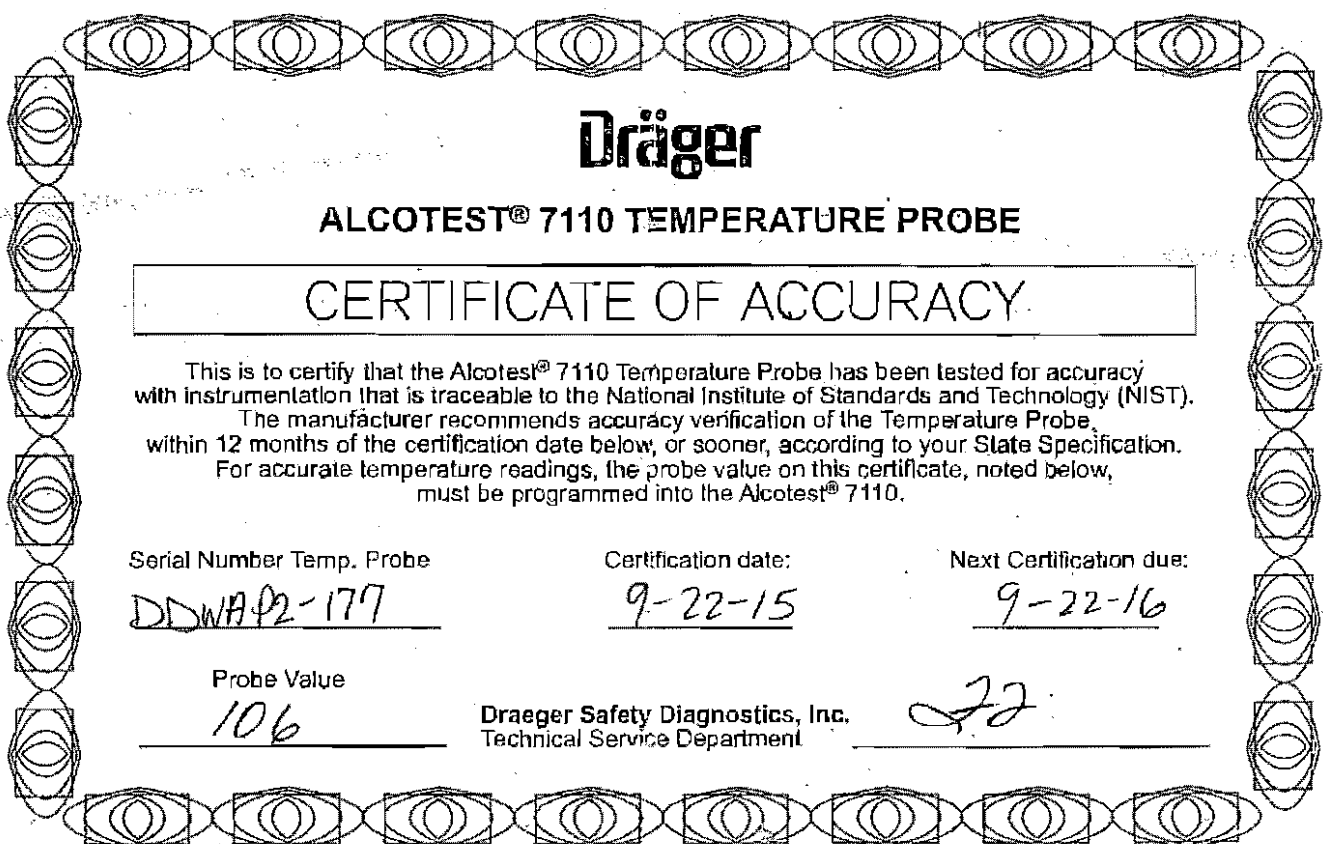 Dräger
ALCOTEST® 7110 TEMPERATURE PROBE
CERTIFICATE OF ACCURACY
This is to certify that the Alcotest® 7110 Temperature Probe has been tested for accuracy
with instrumentation that is traceable to the National Institute of Standards and Technology (NIST).
The manufacturer recommends accuracy verification of the Temperature Probe,
within 12 months of the certification date below, or sooner, according to your State Specification.
For accurate temperature readings, the probe value on this certificate, noted below,
must be programmed into the Alcotest® 7110.
Serial Number Temp. Probe Certification date: Next Certification due:
DDWAP2-177 9-22-15 9-22-16
Probe Value
106
Draeger Safety Diagnostics, Inc.
Technical Service Department